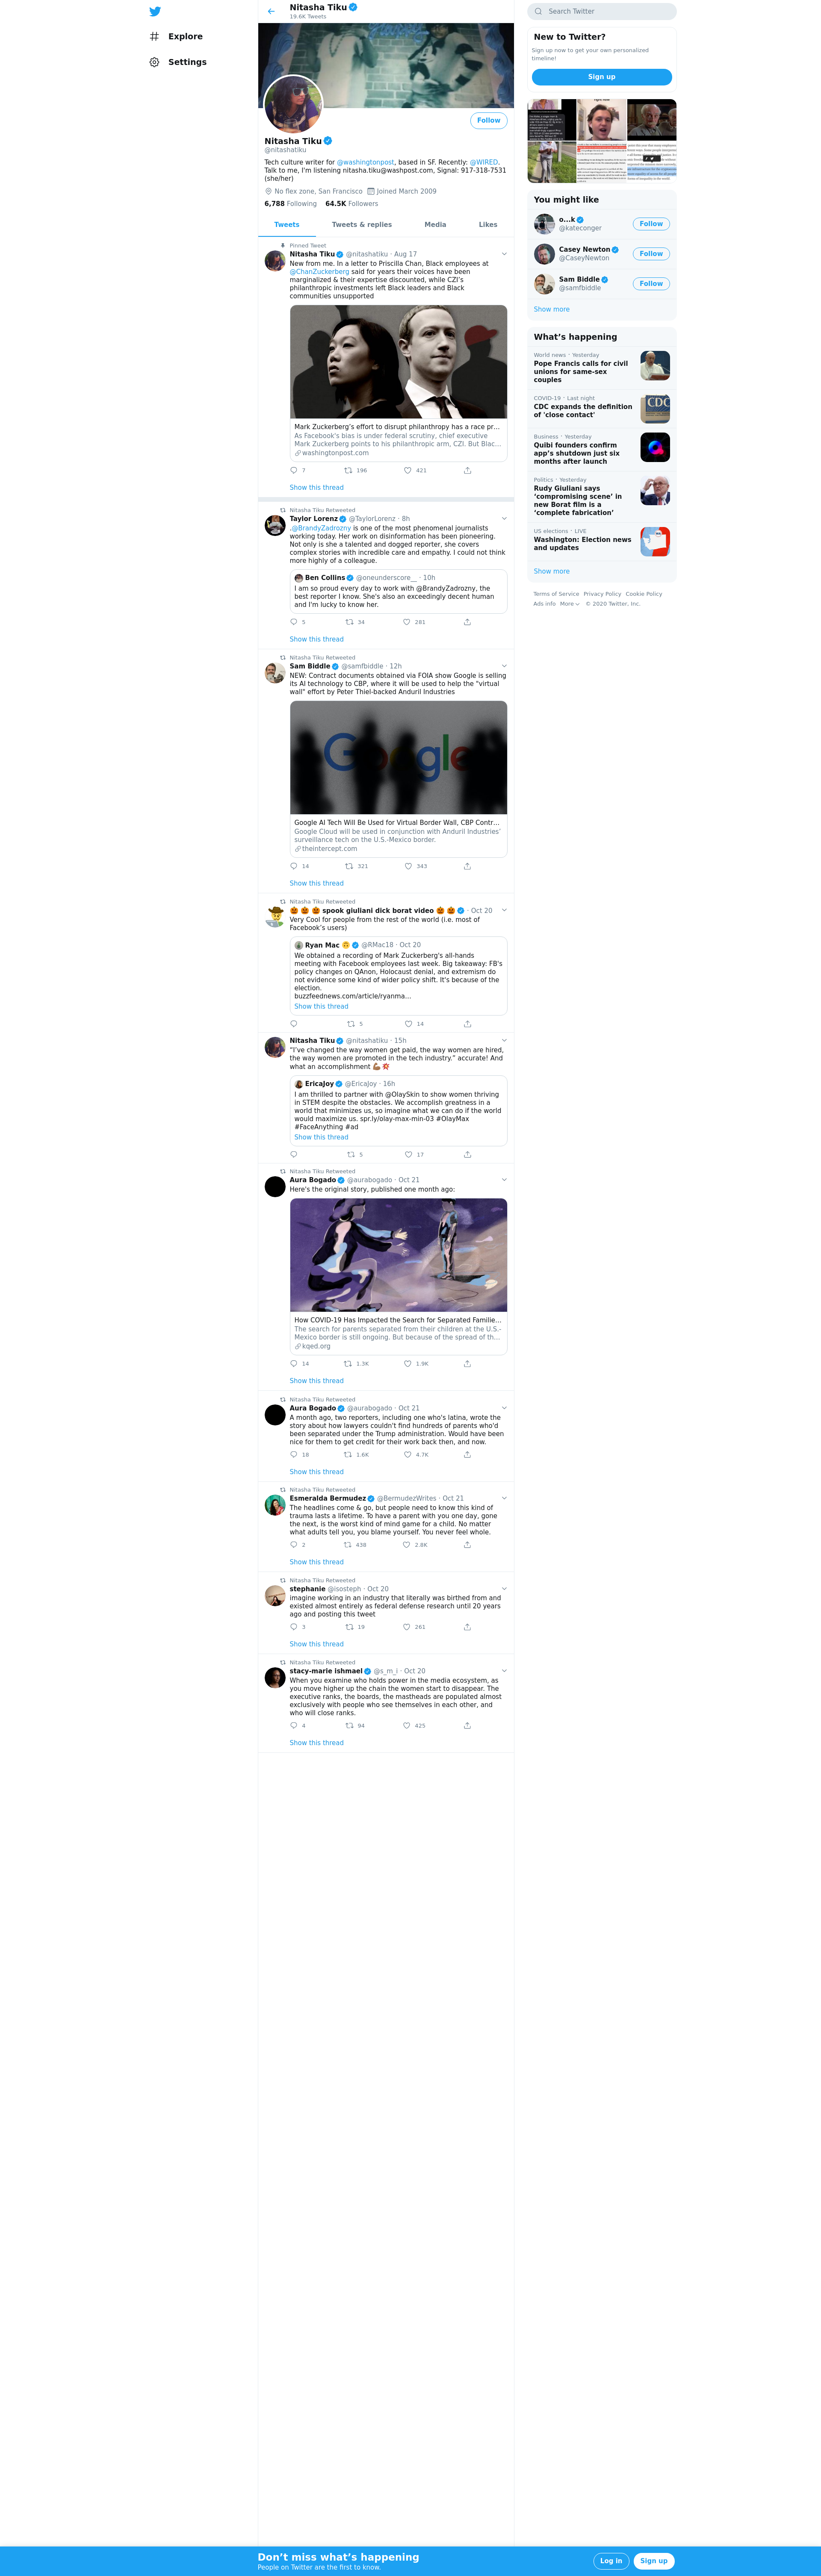 Explore
Settings
Nitasha Tiku
19.6K Tweets
Follow
Nitasha Tiku
@nitashatiku
Tech culture writer for @washingtonpost, based in SF. Recently: @WIRED.
Talk to me, I'm listening nitasha.tiku@washpost.com, Signal: 917-318-7531
(she/her)
No flex zone, San Francisco Joined March 2009
6,788 Following 64.5K Followers
Tweets Tweets & replies Media Likes
Pinned Tweet
Nitasha Tiku @nitashatiku · Aug 17
New from me. In a letter to Priscilla Chan, Black employees at
@ChanZuckerberg said for years their voices have been
marginalized & their expertise discounted, while CZI's
philanthropic investments left Black leaders and Black
communities unsupported
Mark Zuckerberg's effort to disrupt philanthropy has a race pr...
As Facebook's bias is under federal scrutiny, chief executive
Mark Zuckerberg points to his philanthropic arm, CZI. But Blac...
washingtonpost.com
7 196 421
Show this thread
Nitasha Tiku Retweeted
Taylor Lorenz @TaylorLorenz · 8h
.@BrandyZadrozny is one of the most phenomenal journalists
working today. Her work on disinformation has been pioneering.
Not only is she a talented and dogged reporter, she covers
complex stories with incredible care and empathy. I could not think
more highly of a colleague.
Ben Collins @oneunderscore__ · 10h
I am so proud every day to work with @BrandyZadrozny, the
best reporter I know. She's also an exceedingly decent human
and I'm lucky to know her.
5 34 281
Show this thread
Nitasha Tiku Retweeted
Sam Biddle @samfbiddle · 12h
NEW: Contract documents obtained via FOIA show Google is selling
its AI technology to CBP, where it will be used to help the "virtual
wall" effort by Peter Thiel-backed Anduril Industries
Google
Google AI Tech Will Be Used for Virtual Border Wall, CBP Contr...
Google Cloud will be used in conjunction with Anduril Industries'
surveillance tech on the U.S.-Mexico border.
theintercept.com
14 321 343
Show this thread
Nitasha Tiku Retweeted
🎃 🎃 🎃 spook giuliani dick borat video 🎃 🎃 · Oct 20
Very Cool for people from the rest of the world (i.e. most of
Facebook's users)
Ryan Mac 🙃 @RMac18 · Oct 20
We obtained a recording of Mark Zuckerberg's all-hands
meeting with Facebook employees last week. Big takeaway: FB's
policy changes on QAnon, Holocaust denial, and extremism do
not evidence some kind of wider policy shift. It's because of the
election.
buzzfeednews.com/article/ryanma...
Show this thread
5 14
Nitasha Tiku @nitashatiku · 15h
"I've changed the way women get paid, the way women are hired,
the way women are promoted in the tech industry." accurate! And
what an accomplishment 💪🏾 💢
EricaJoy @EricaJoy · 16h
I am thrilled to partner with @OlaySkin to show women thriving
in STEM despite the obstacles. We accomplish greatness in a
world that minimizes us, so imagine what we can do if the world
would maximize us. spr.ly/olay-max-min-03 #OlayMax
#FaceAnything #ad
Show this thread
5 17
Nitasha Tiku Retweeted
Aura Bogado @aurabogado · Oct 21
Here's the original story, published one month ago:
How COVID-19 Has Impacted the Search for Separated Familie...
The search for parents separated from their children at the U.S.-
Mexico border is still ongoing. But because of the spread of th...
kqed.org
14 1.3K 1.9K
Show this thread
Nitasha Tiku Retweeted
Aura Bogado @aurabogado · Oct 21
A month ago, two reporters, including one who's latina, wrote the
story about how lawyers couldn't find hundreds of parents who'd
been separated under the Trump administration. Would have been
nice for them to get credit for their work back then, and now.
18 1.6K 4.7K
Show this thread
Nitasha Tiku Retweeted
Esmeralda Bermudez @BermudezWrites · Oct 21
The headlines come & go, but people need to know this kind of
trauma lasts a lifetime. To have a parent with you one day, gone
the next, is the worst kind of mind game for a child. No matter
what adults tell you, you blame yourself. You never feel whole.
2 438 2.8K
Show this thread
Nitasha Tiku Retweeted
stephanie @isosteph · Oct 20
imagine working in an industry that literally was birthed from and
existed almost entirely as federal defense research until 20 years
ago and posting this tweet
3 19 261
Show this thread
Nitasha Tiku Retweeted
stacy-marie ishmael @s_m_i · Oct 20
When you examine who holds power in the media ecosystem, as
you move higher up the chain the women start to disappear. The
executive ranks, the boards, the mastheads are populated almost
exclusively with people who see themselves in each other, and
who will close ranks.
4 94 425
Show this thread
Search Twitter
New to Twitter?
Sign up now to get your own personalized
timeline!
Sign up
You might like
o...k
@kateconger
Follow
Casey Newton
@CaseyNewton
Follow
Sam Biddle
@samfbiddle
Follow
Show more
What's happening
World news · Yesterday
Pope Francis calls for civil
unions for same-sex
couples
COVID-19 · Last night
CDC expands the definition
of 'close contact'
CDC
Business · Yesterday
Quibi founders confirm
app's shutdown just six
months after launch
Politics · Yesterday
Rudy Giuliani says
'compromising scene' in
new Borat film is a
'complete fabrication'
US elections · LIVE
Washington: Election news
and updates
Show more
Terms of Service Privacy Policy Cookie Policy
Ads info More © 2020 Twitter, Inc.
Don't miss what's happening
People on Twitter are the first to know.
Log in Sign up